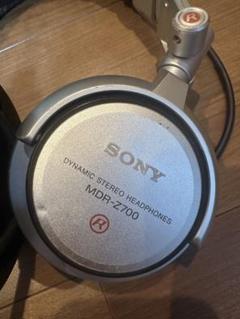 R
SONY
DYNAMIC STEREO HEADPHONES
MDR-Z700
R